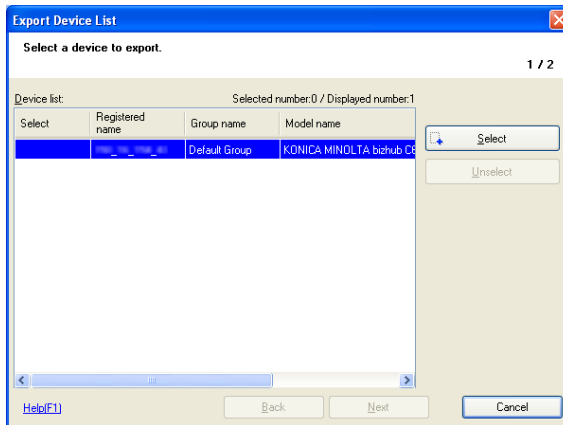 Export Device List
Select a device to export.
1 / 2
Device list:
Selected number:0 / Displayed number:1
Select
Registered name
Group name
Model name
Default Group
KONICA MINOLTA bizhub C6
Select
Unselect
Help(F1)
Back
Next
Cancel